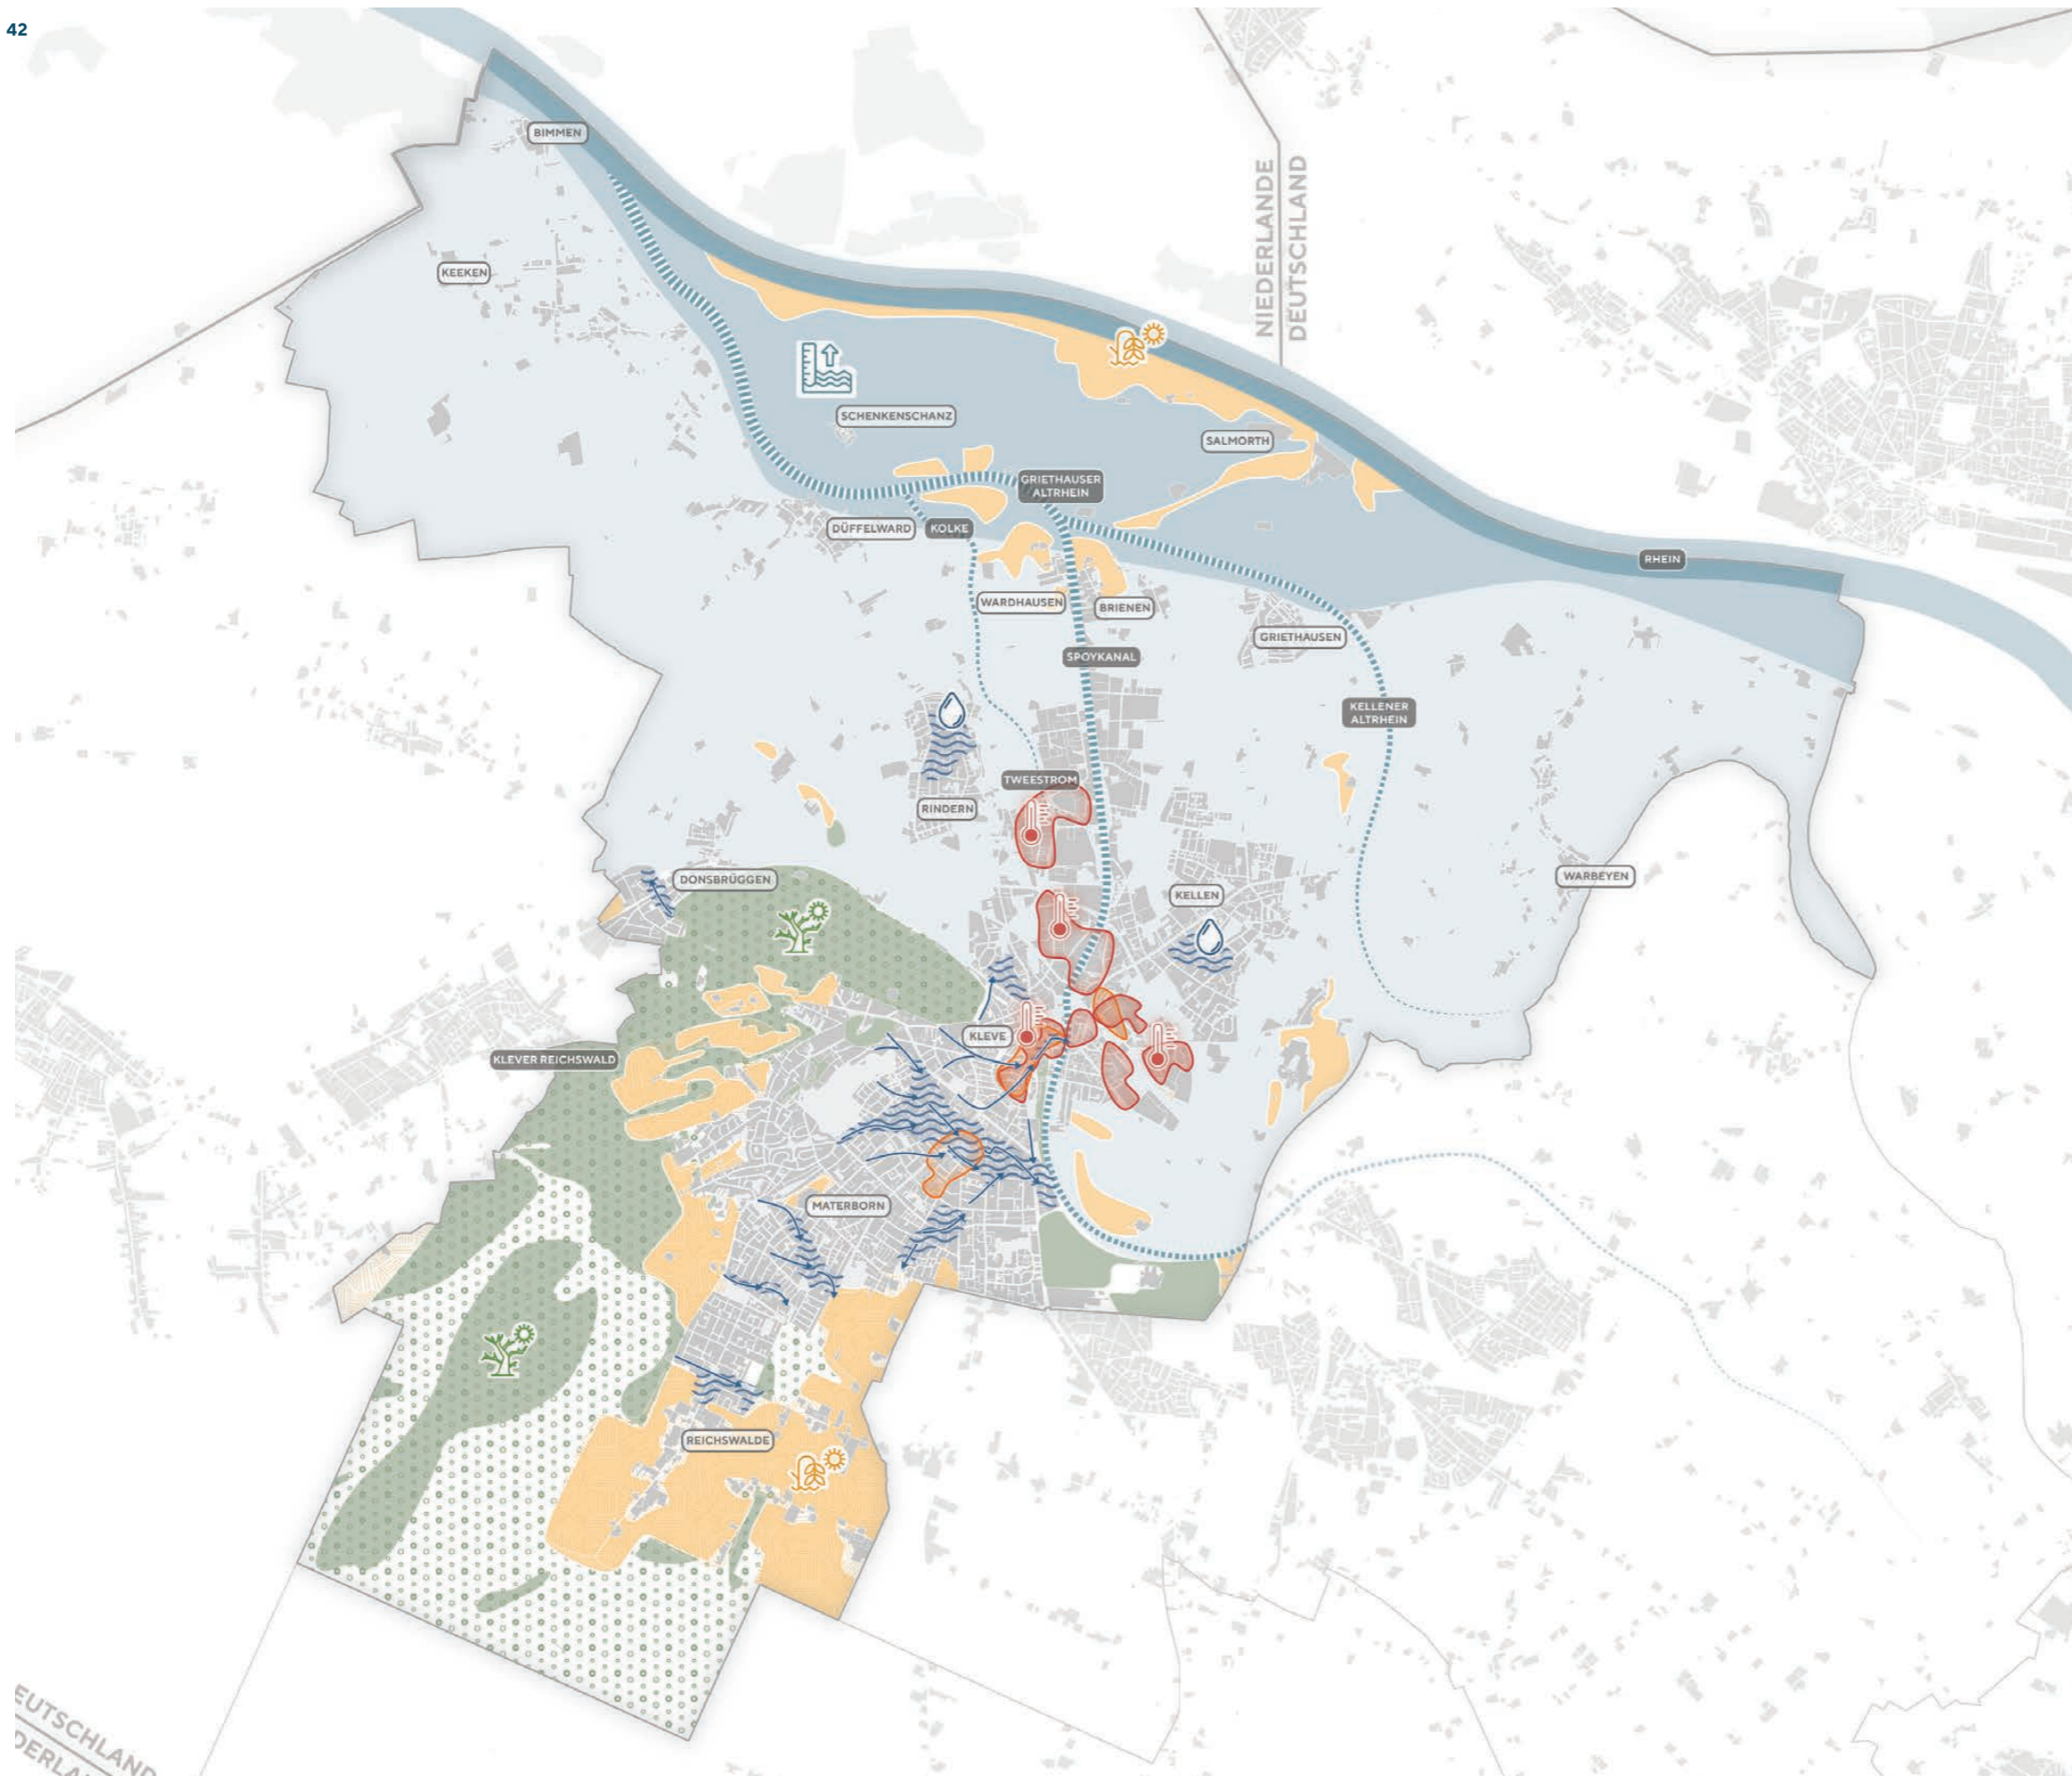 42
BIMMEN
KEEKEN
NIEDERLANDE
DEUTSCHLAND
SCHENKENSCHANZ
SALMORTH
GRIETHAUSER
ALTRHEIN
DÜFFELWARD
KOLKE
RHEIN
WARDHAUSEN
BRIENEN
GRIETHAUSEN
SPOYKANAL
KELLENER
ALTRHEIN
TWEESTROM
RINDERN
DONSBRÜGGEN
KELLEN
WARBEYEN
KLEVE
KLEVER REICHSWALD
MATERBORN
REICHSWALDE
EUTSCHLAND
DERLA